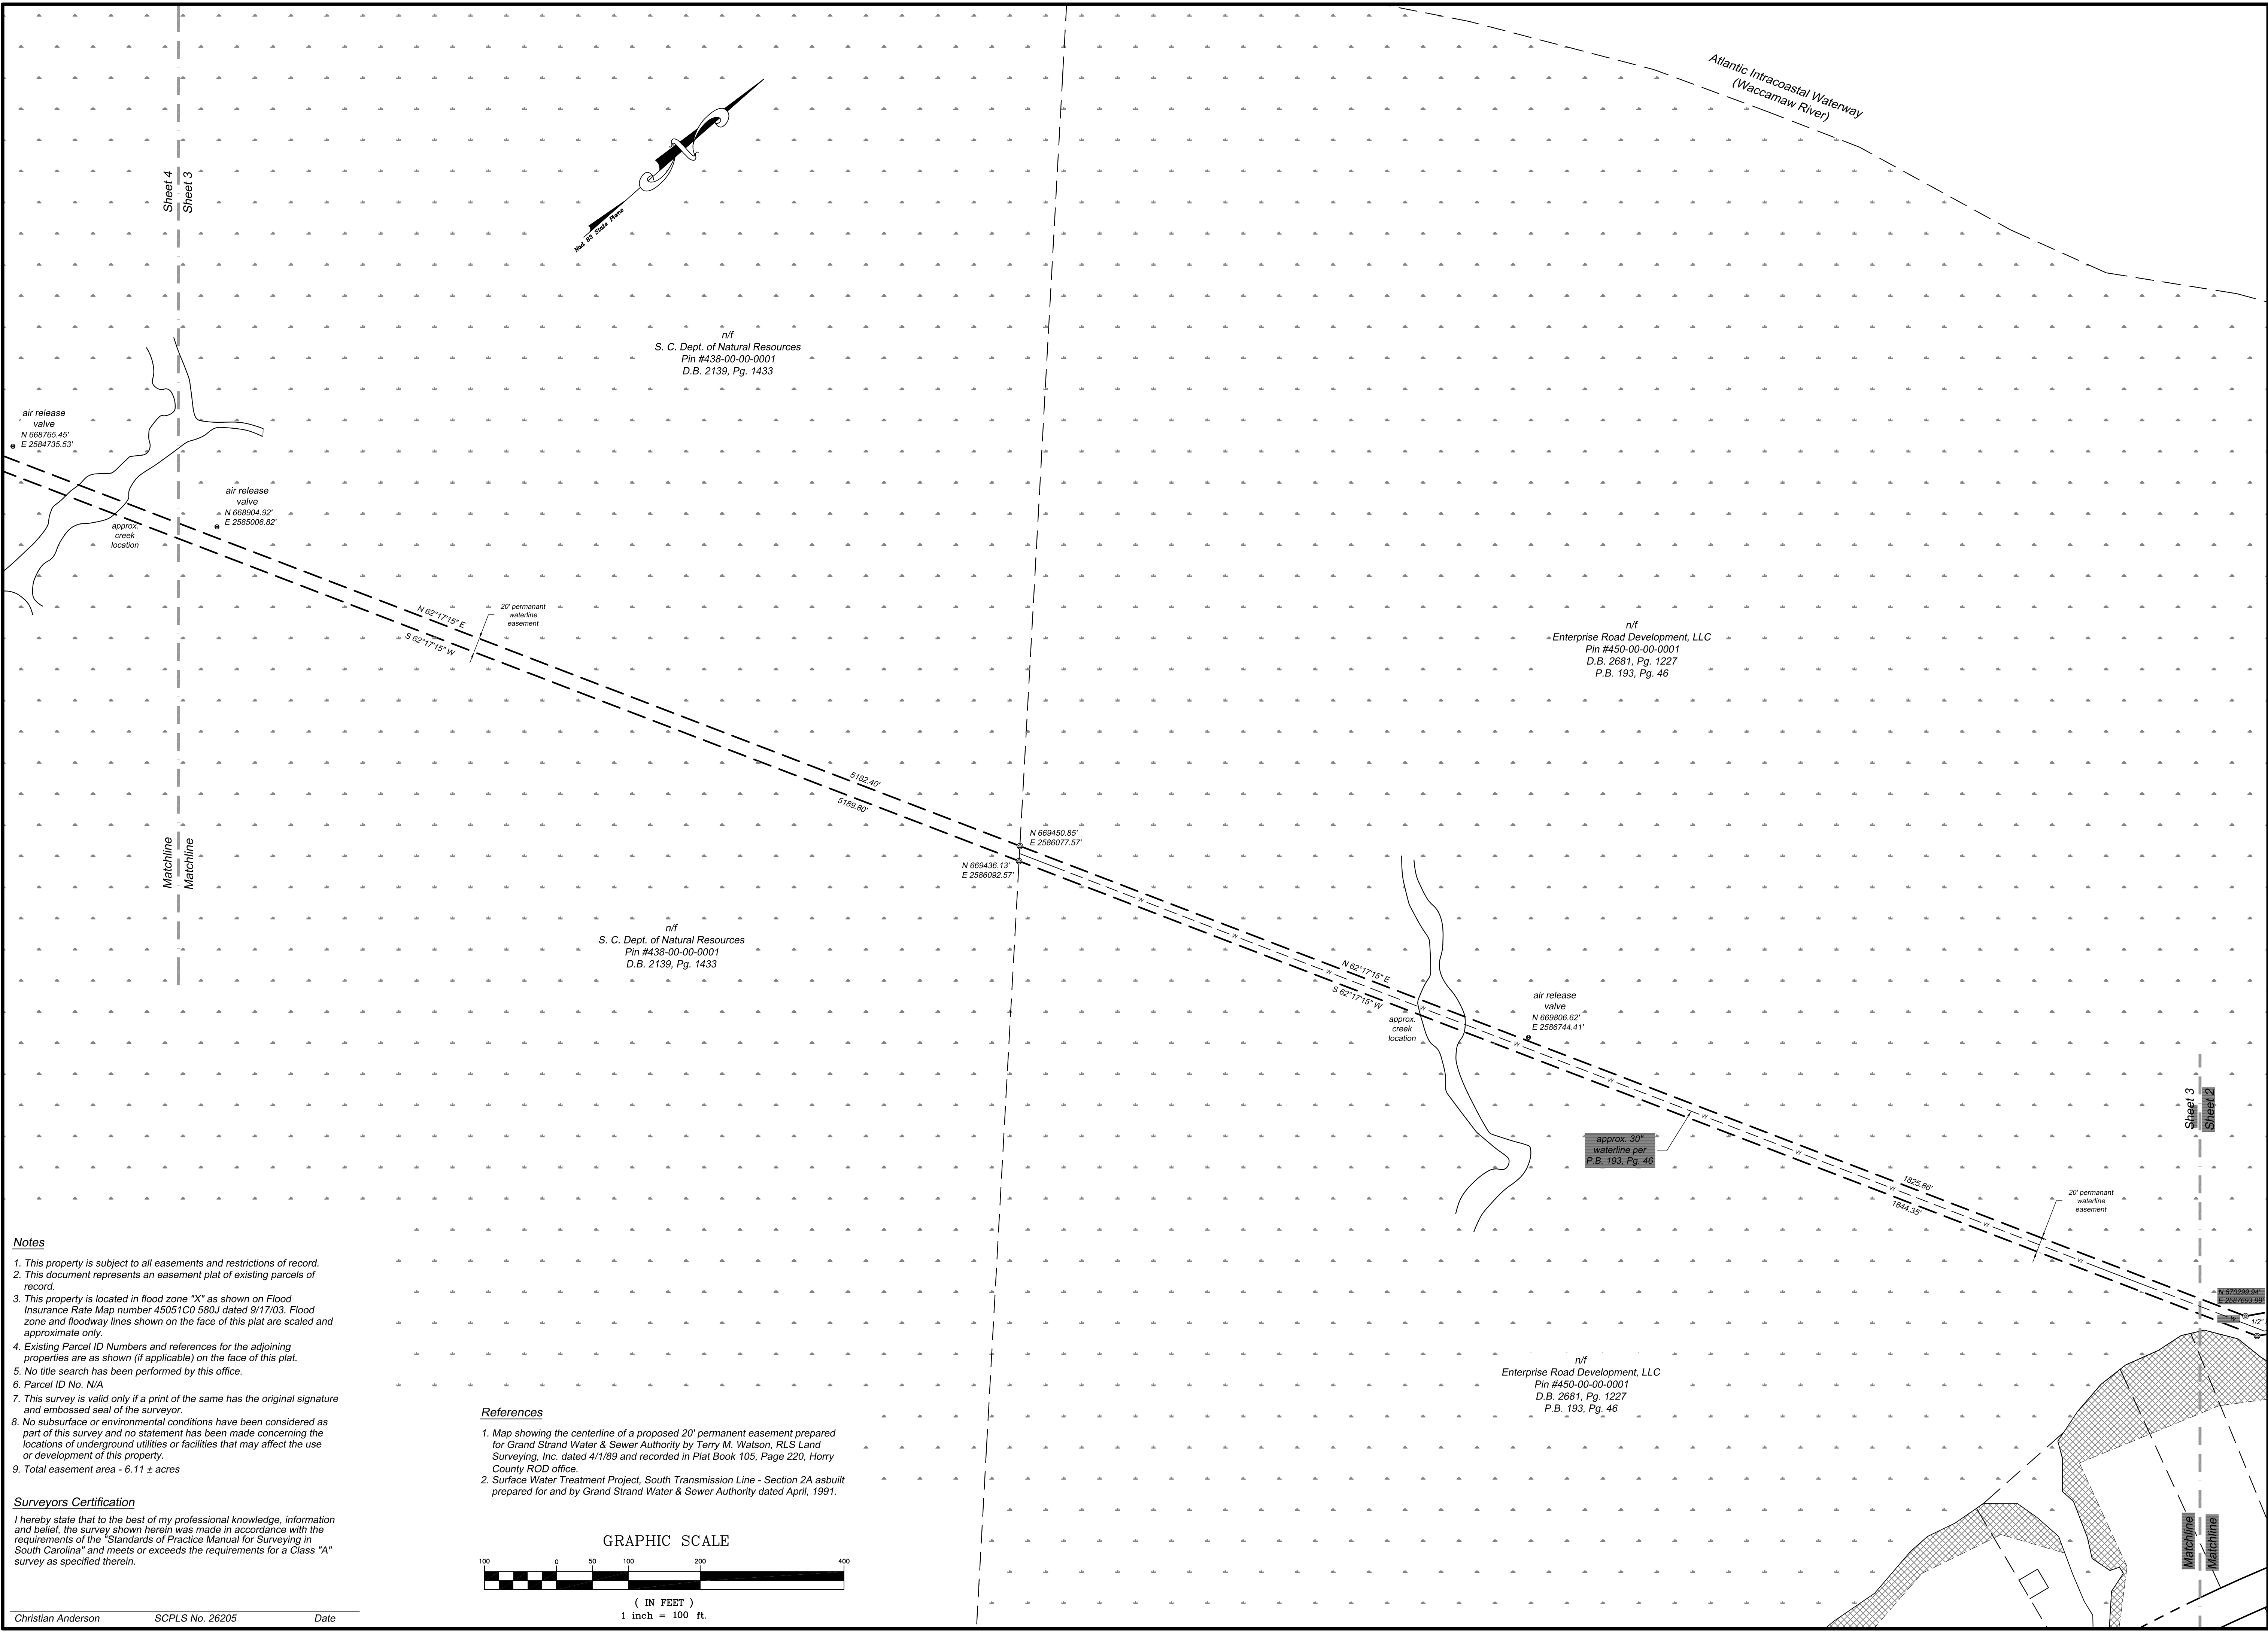 Atlantic Intracoastal Waterway
(Waccamaw River)
Sheet 4
Sheet 3
Nad 83 State Plane
n/f
S. C. Dept. of Natural Resources
Pin #438-00-00-0001
D.B. 2139, Pg. 1433
air release
valve
N 668765.45'
E 2584735.53'
air release
valve
N 668904.92'
E 2585006.82'
approx.
creek
location
N 62°17'15" E
S 62°17'15" W
20' permanant
waterline
easement
n/f
Enterprise Road Development, LLC
Pin #450-00-00-0001
D.B. 2681, Pg. 1227
P.B. 193, Pg. 46
5182.40'
5189.80'
Matchline
Matchline
N 669450.85'
E 2586077.57'
N 669436.13'
E 2586092.57'
n/f
S. C. Dept. of Natural Resources
Pin #438-00-00-0001
D.B. 2139, Pg. 1433
W
W
W
W
W
W
W
W
W
W
W
N 62°17'15" E
S 62°17'15" W
approx.
creek
location
air release
valve
N 669806.62'
E 2586744.41'
approx. 30"
waterline per
P.B. 193, Pg. 46
Sheet 3
Sheet 2
1825.86'
1844.35'
20' permanant
waterline
easement
N 670299.94'
E 2587693.99'
W
1/2"
n/f
Enterprise Road Development, LLC
Pin #450-00-00-0001
D.B. 2681, Pg. 1227
P.B. 193, Pg. 46
Matchline
Matchline
Notes
1. This property is subject to all easements and restrictions of record.
2. This document represents an easement plat of existing parcels of
record.
3. This property is located in flood zone "X" as shown on Flood
Insurance Rate Map number 45051C0 580J dated 9/17/03. Flood
zone and floodway lines shown on the face of this plat are scaled and
approximate only.
4. Existing Parcel ID Numbers and references for the adjoining
properties are as shown (if applicable) on the face of this plat.
5. No title search has been performed by this office.
6. Parcel ID No. N/A
7. This survey is valid only if a print of the same has the original signature
and embossed seal of the surveyor.
8. No subsurface or environmental conditions have been considered as
part of this survey and no statement has been made concerning the
locations of underground utilities or facilities that may affect the use
or development of this property.
9. Total easement area - 6.11 ± acres
Surveyors Certification
I hereby state that to the best of my professional knowledge, information
and belief, the survey shown herein was made in accordance with the
requirements of the "Standards of Practice Manual for Surveying in
South Carolina" and meets or exceeds the requirements for a Class "A"
survey as specified therein.
Christian Anderson SCPLS No. 26205 Date
References
1. Map showing the centerline of a proposed 20' permanent easement prepared
for Grand Strand Water & Sewer Authority by Terry M. Watson, RLS Land
Surveying, Inc. dated 4/1/89 and recorded in Plat Book 105, Page 220, Horry
County ROD office.
2. Surface Water Treatment Project, South Transmission Line - Section 2A asbuilt
prepared for and by Grand Strand Water & Sewer Authority dated April, 1991.
GRAPHIC SCALE
100 0 50 100 200 400
( IN FEET )
1 inch = 100 ft.